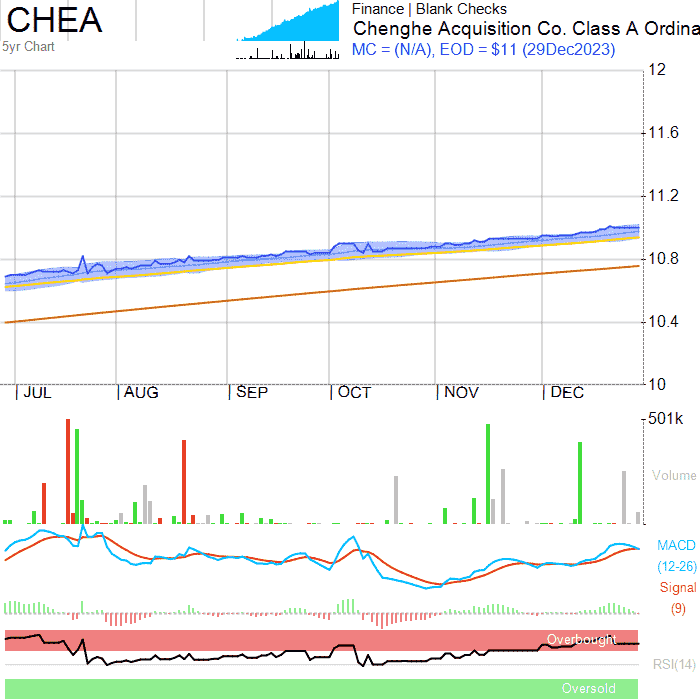 CHEA
5yr Chart
Finance | Blank Checks
Chenghe Acquisition Co. Class A Ordina
MC = (N/A), EOD = $11 (29Dec2023)
12
11.6
11.2
10.8
10.4
10
JUL AUG SEP OCT NOV DEC
501k
Volume
MACD
(12-26)
Signal
(9)
Overbought
RSI(14)
Oversold